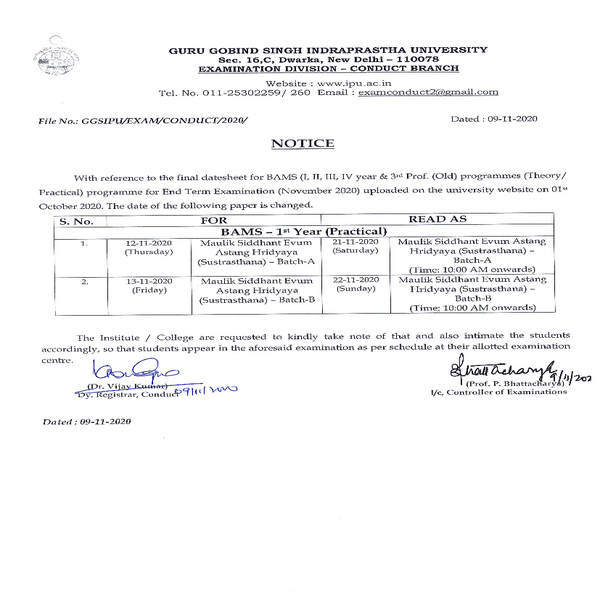 GURU GOBIND SINGH INDRAPRASTHA UNIVERSITY
Sec. 16,C, Dwarka, New Delhi – 110078
EXAMINATION DIVISION – CONDUCT BRANCH
Website : www.ipu.ac.in
Tel. No. 011-25302259/ 260 Email : examconduct2@gmail.com
File No.: GGSIPU/EXAM/CONDUCT/2020/ Dated : 09-11-2020
NOTICE
With reference to the final datesheet for BAMS (I, II, III, IV year & 3rd Prof. (Old) programmes (Theory/
Practical) programme for End Term Examination (November 2020) uploaded on the university website on 01st
October 2020. The date of the following paper is changed.
S. No. FOR READ AS
BAMS – 1st Year (Practical)
1. 12-11-2020 Maulik Siddhant Evum 21-11-2020 Maulik Siddhant Evum Astang
(Thursday) Astang Hridyaya (Saturday) Hridyaya (Sustrasthana) –
(Sustrasthana) – Batch-A Batch-A
(Time: 10:00 AM onwards)
2. 13-11-2020 Maulik Siddhant Evum 22-11-2020 Maulik Siddhant Evum Astang
(Friday) Astang Hridyaya (Sunday) Hridyaya (Sustrasthana) –
(Sustrasthana) – Batch-B Batch-B
(Time: 10:00 AM onwards)
The Institute / College are requested to kindly take note of that and also intimate the students
accordingly, so that students appear in the aforesaid examination as per schedule at their allotted examination
centre.
(Dr. Vijay Kumar) (Prof. P. Bhattacharya)
Dy. Registrar, Conduct 09/11/2020 I/c, Controller of Examinations
Dated : 09-11-2020